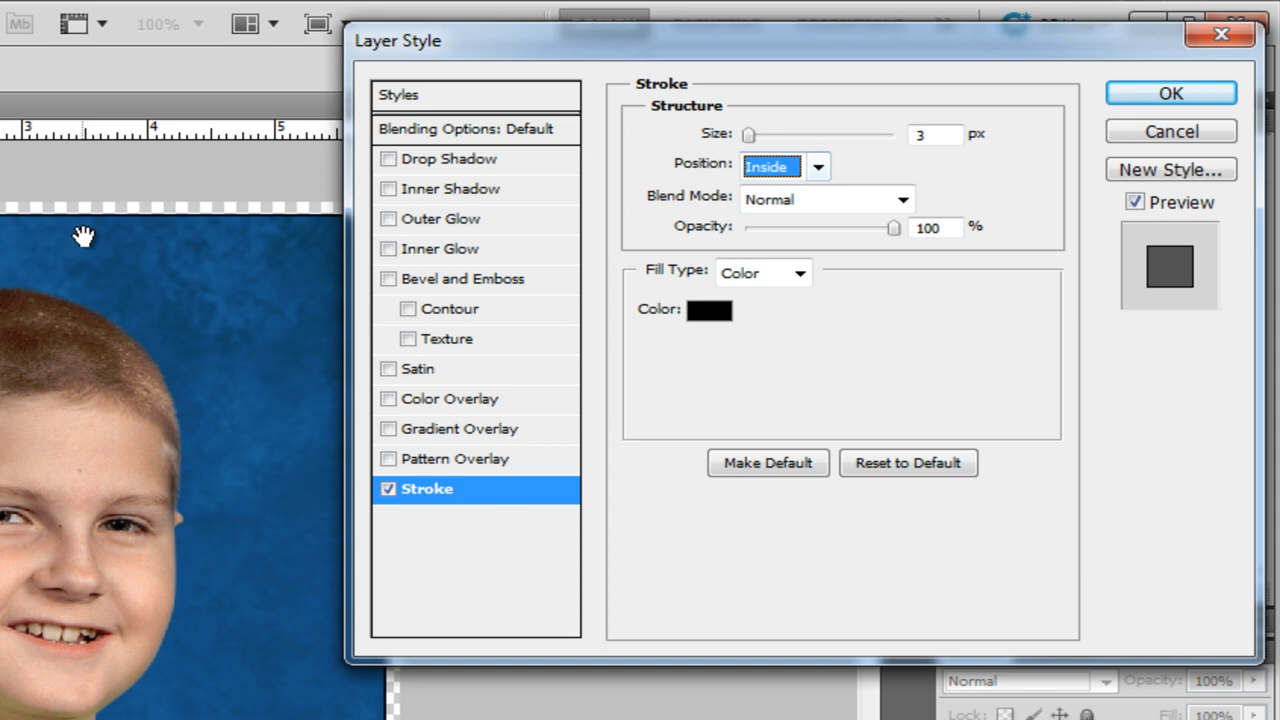 Mb
100%
Layer Style
3
4
5
Styles
Blending Options: Default
Drop Shadow
Inner Shadow
Outer Glow
Inner Glow
Bevel and Emboss
Contour
Texture
Satin
Color Overlay
Gradient Overlay
Pattern Overlay
Stroke
Stroke
Structure
Size: 3 px
Position: Inside
Blend Mode: Normal
Opacity: 100 %
Fill Type: Color
Color:
Make Default
Reset to Default
OK
Cancel
New Style...
Preview
Normal
Opacity: 100%
Lock:
Fill: 100%